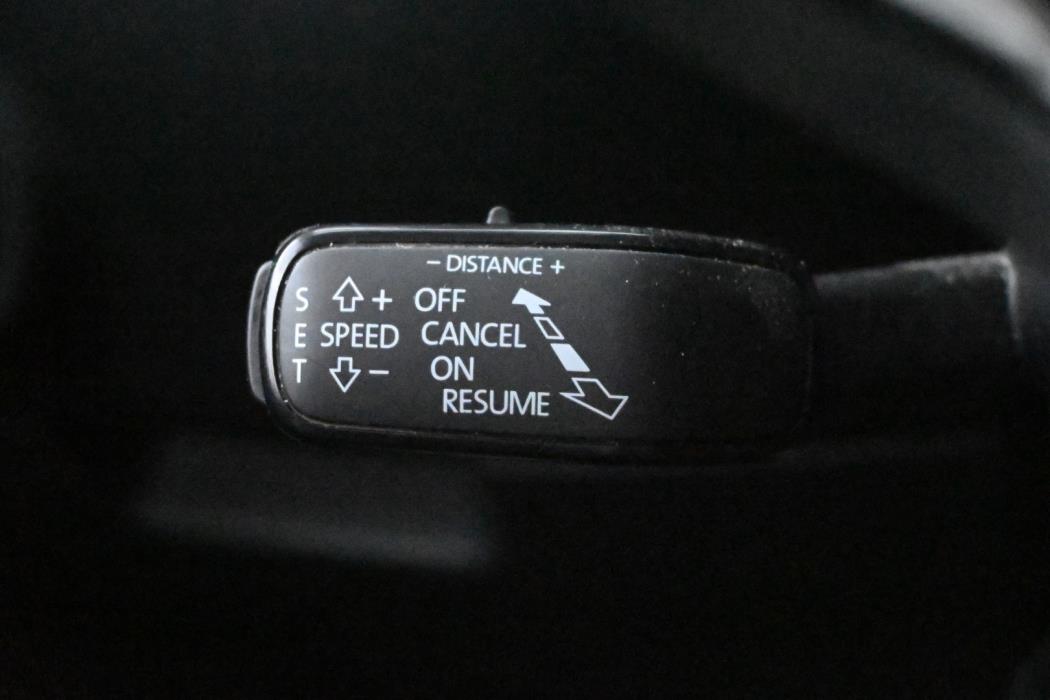 − DISTANCE +
S + OFF
E SPEED CANCEL
T − ON
RESUME